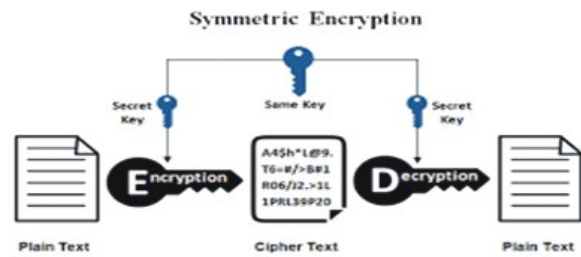 Symmetric Encryption
Secret
Key
Same Key
Secret
Key
A4$h*L@9.
T6=#/>B#1
R06/J2.>1L
1PRL39P20
Encryption
Decryption
Plain Text
Cipher Text
Plain Text